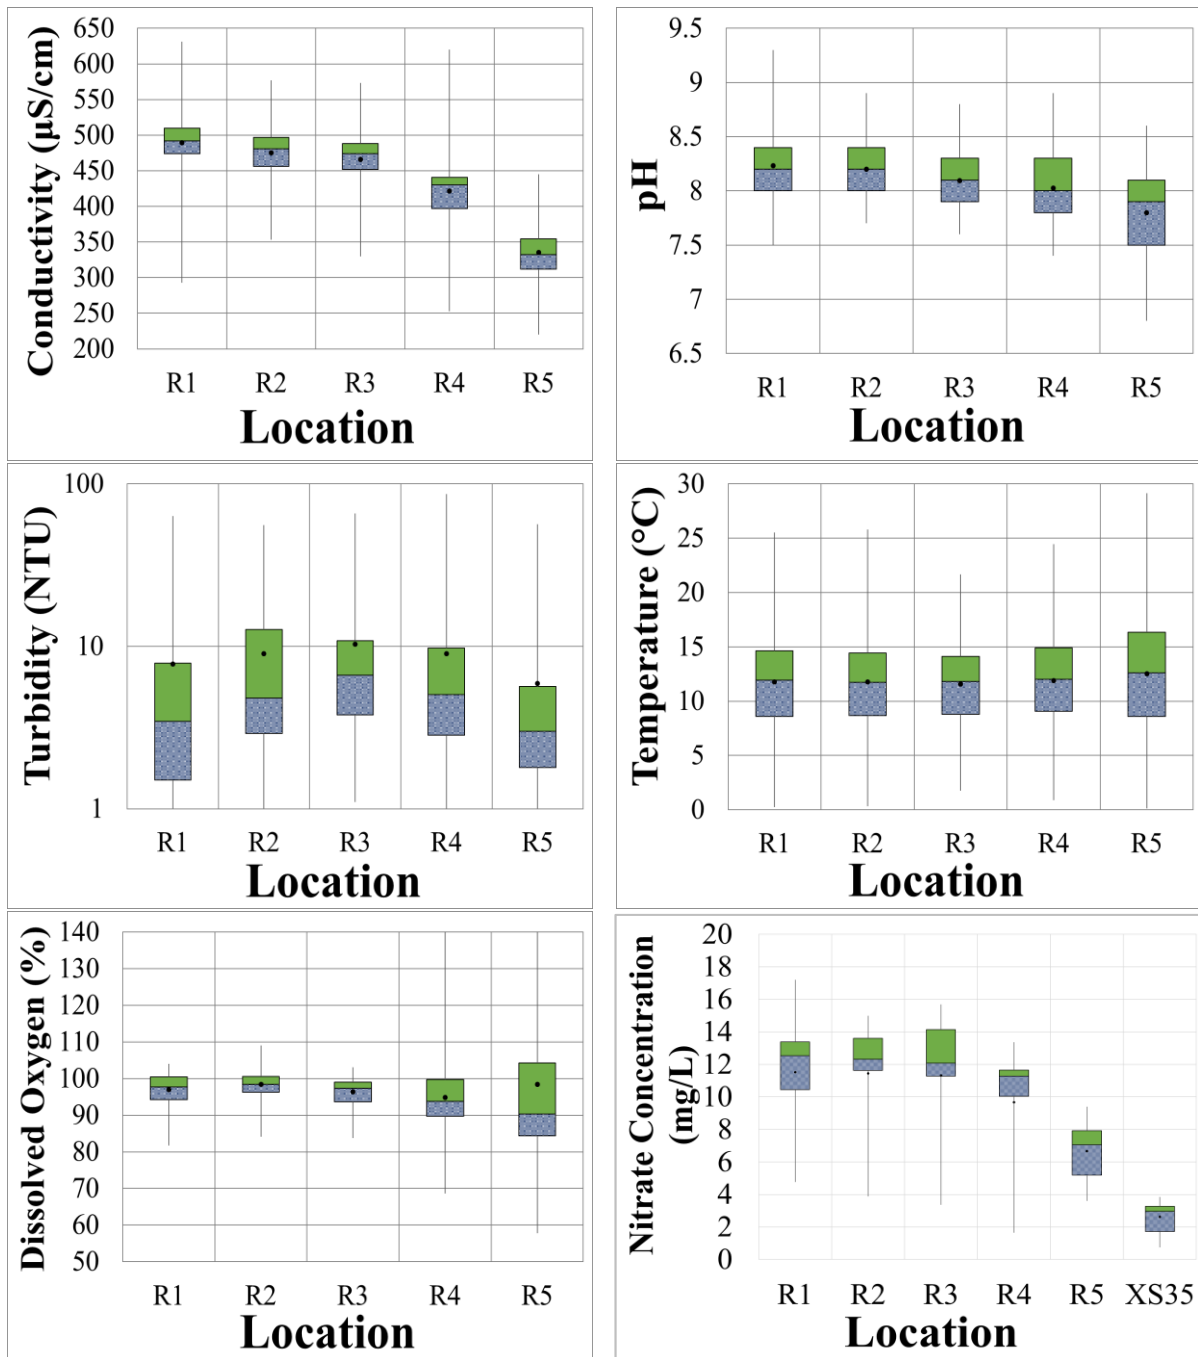 Conductivity (µS/cm)
650
600
550
500
450
400
350
300
250
200
R1 R2 R3 R4 R5
Location
pH
9.5
9
8.5
8
7.5
7
6.5
R1 R2 R3 R4 R5
Location
Turbidity (NTU)
100
10
1
R1 R2 R3 R4 R5
Location
Temperature (°C)
30
25
20
15
10
5
0
R1 R2 R3 R4 R5
Location
Dissolved Oxygen (%)
140
130
120
110
100
90
80
70
60
50
R1 R2 R3 R4 R5
Location
Nitrate Concentration
(mg/L)
20
18
16
14
12
10
8
6
4
2
0
R1 R2 R3 R4 R5 XS35
Location